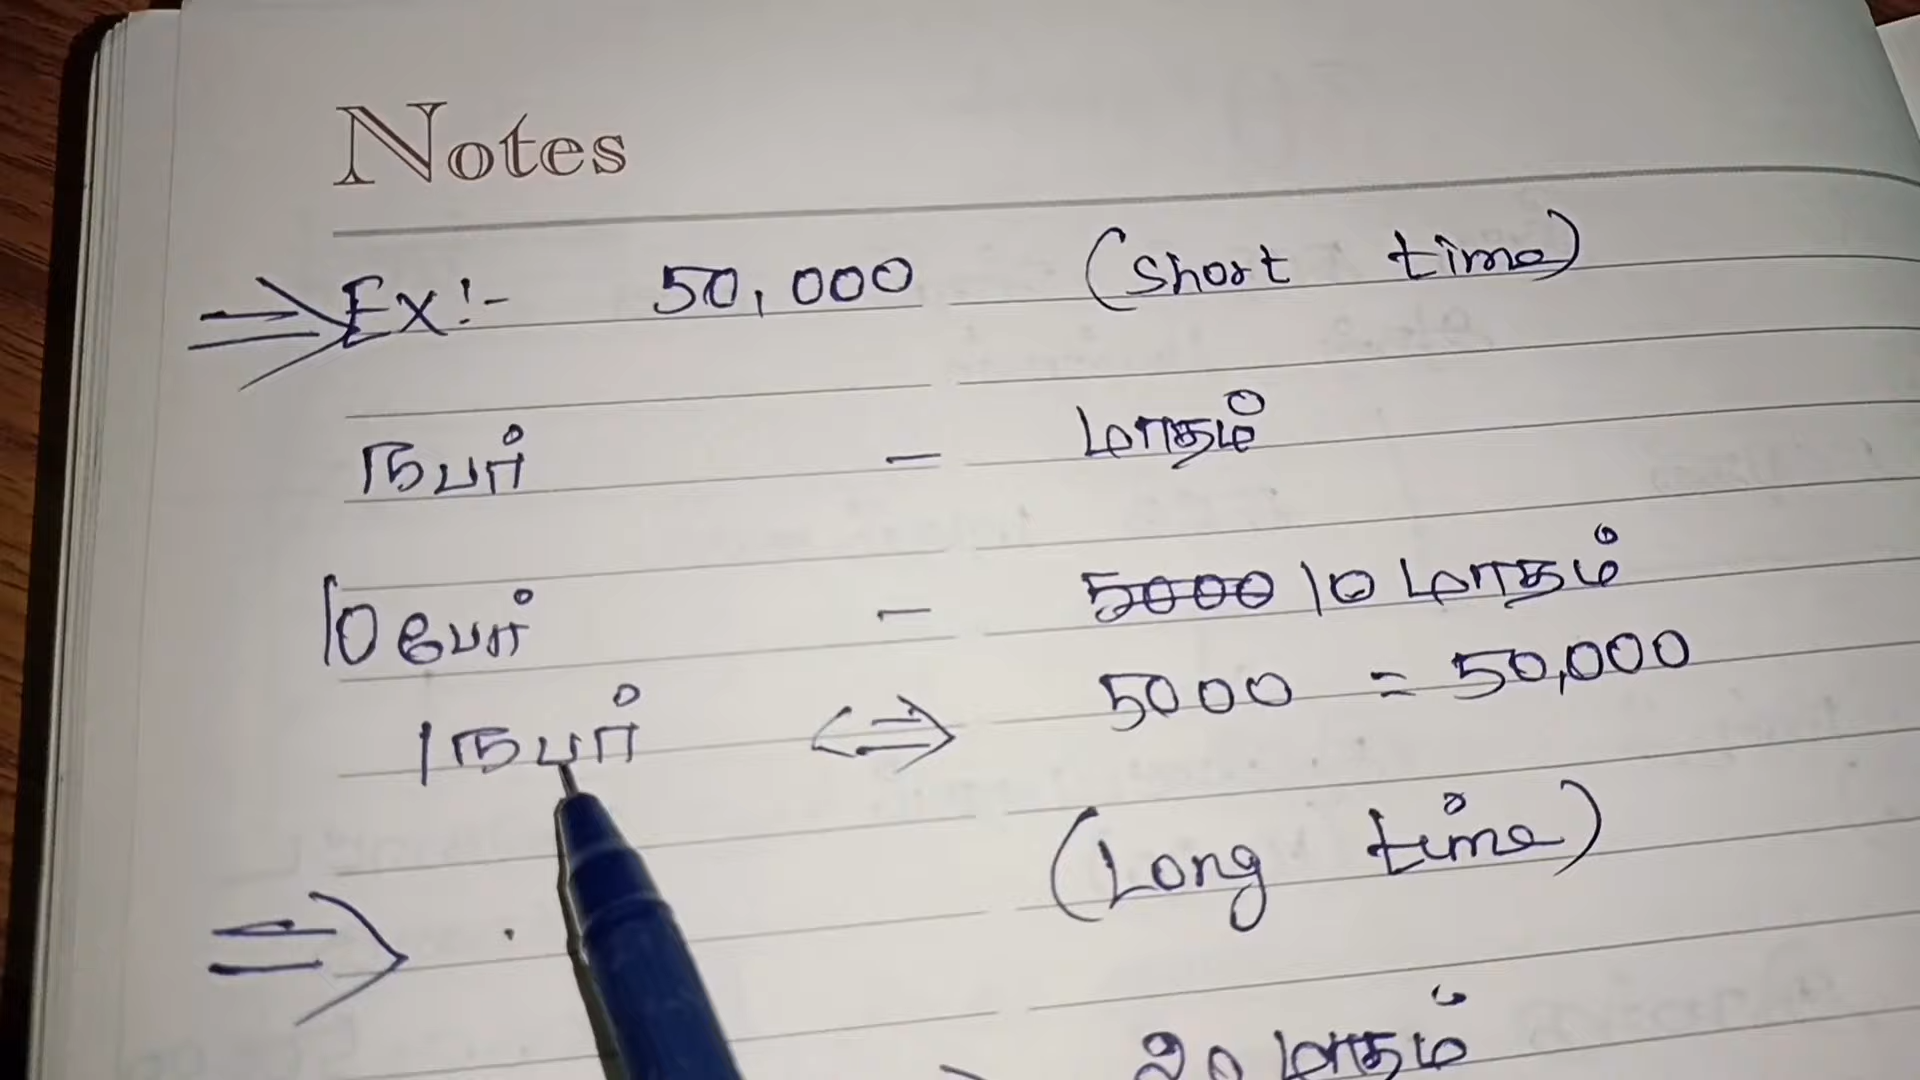 Notes
⇒ Ex:- 50,000 (Short time)
நபர் - மாதம்
10 பேர் - 5000 10 மாதம்
1 நபர் ⇔ 5000 = 50,000
(Long time)
⇒ .
20 மாதம்